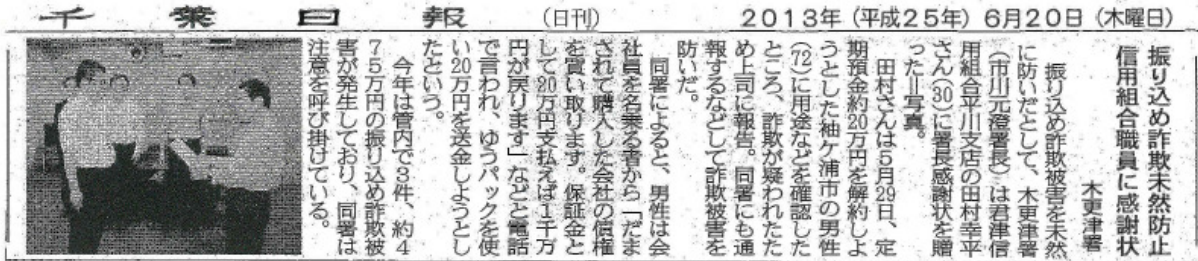 千葉日報
(日刊)
2013年(平成25年)6月20日(木曜日)
振り込め詐欺未然防止
信用組合職員に感謝状
木更津署
振り込め詐欺被害を未然
に防いだとして、木更津署
(市川元澄署長)は君津信
用組合平川支店の田村幸平
さん(30)に署長感謝状を贈
った=写真。
田村さんは5月29日、定
期預金約20万円を解約しよ
うとした袖ケ浦市の男性
(72)に用途などを確認した
ところ、詐欺が疑われたた
め上司に報告。同署にも通
報するなどして詐欺被害を
防いだ。
同署によると、男性は会
社員を名乗る者から「だま
されて購入した会社の債権
を買い取ります。保証金と
して20万円支払えば1千万
円が戻ります」などと電話
で言われ、ゆうパックを使
い20万円を送金しようとし
たという。
今年は管内で3件、約4
75万円の振り込め詐欺被
害が発生しており、同署は
注意を呼び掛けている。